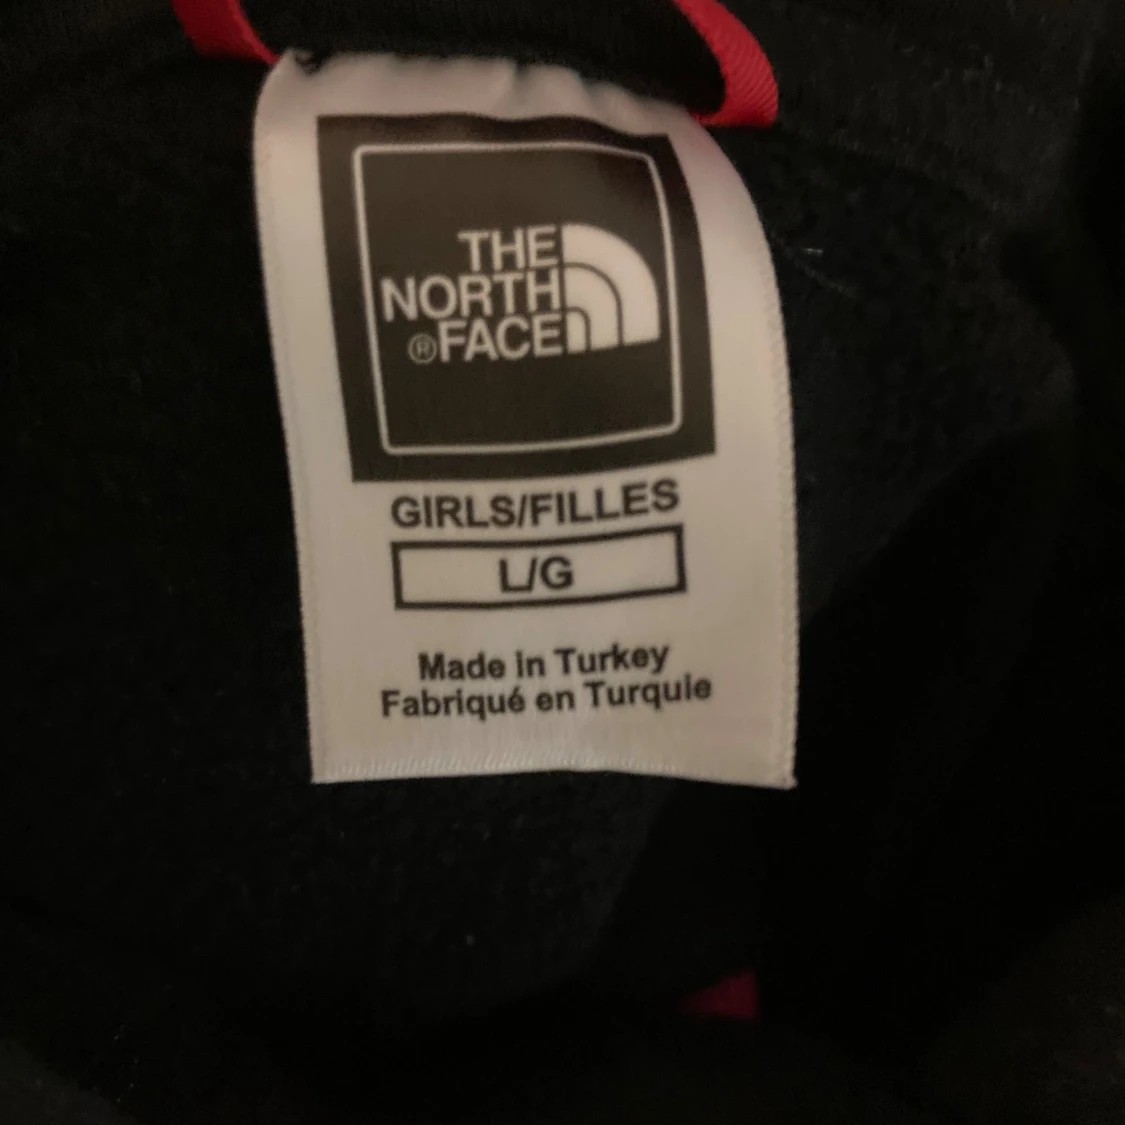 THE
NORTH
®FACE
GIRLS/FILLES
L/G
Made in Turkey
Fabriqué en Turquie